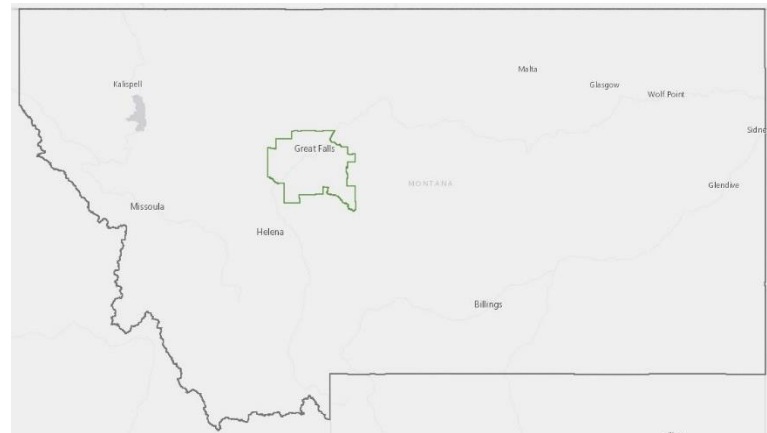 Malta
Kalispell
Glasgow
Wolf Point
Sidne
Great Falls
MONTANA
Glendive
Missoula
Helena
Billings